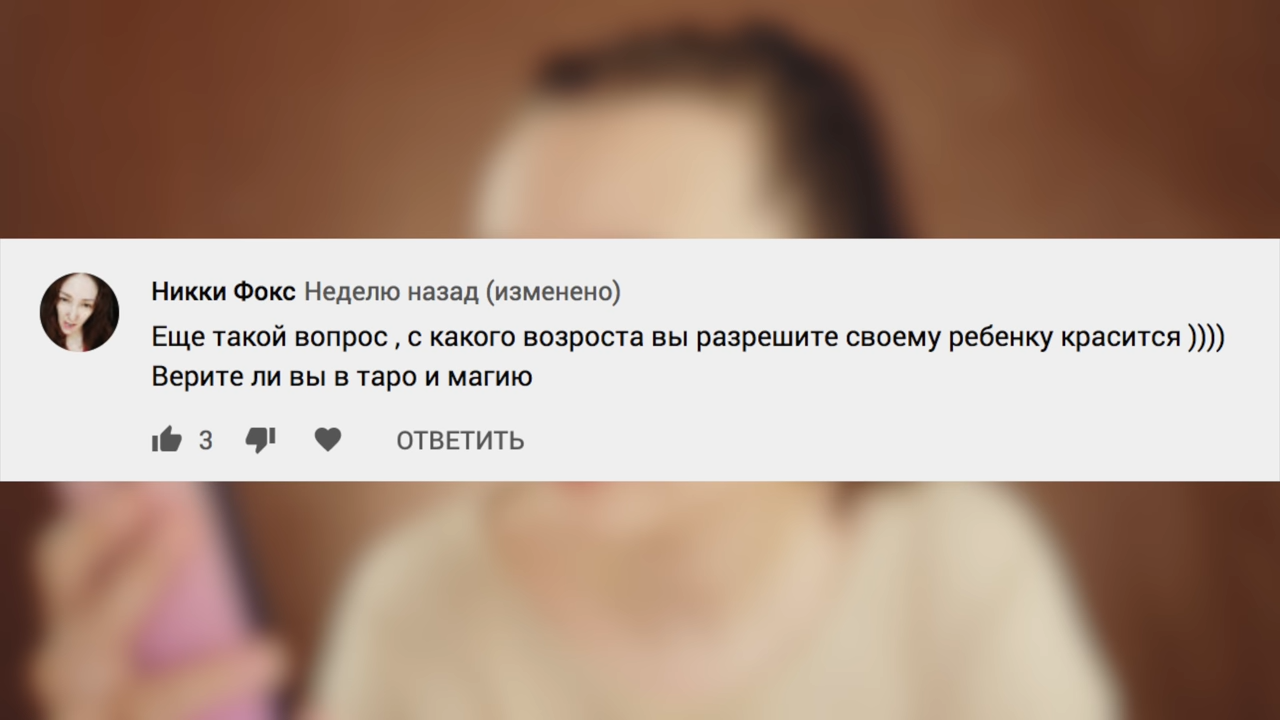 Никки Фокс Неделю назад (изменено)
Еще такой вопрос , с какого возроста вы разрешите своему ребенку красится ))))
Верите ли вы в таро и магию
3 ОТВЕТИТЬ